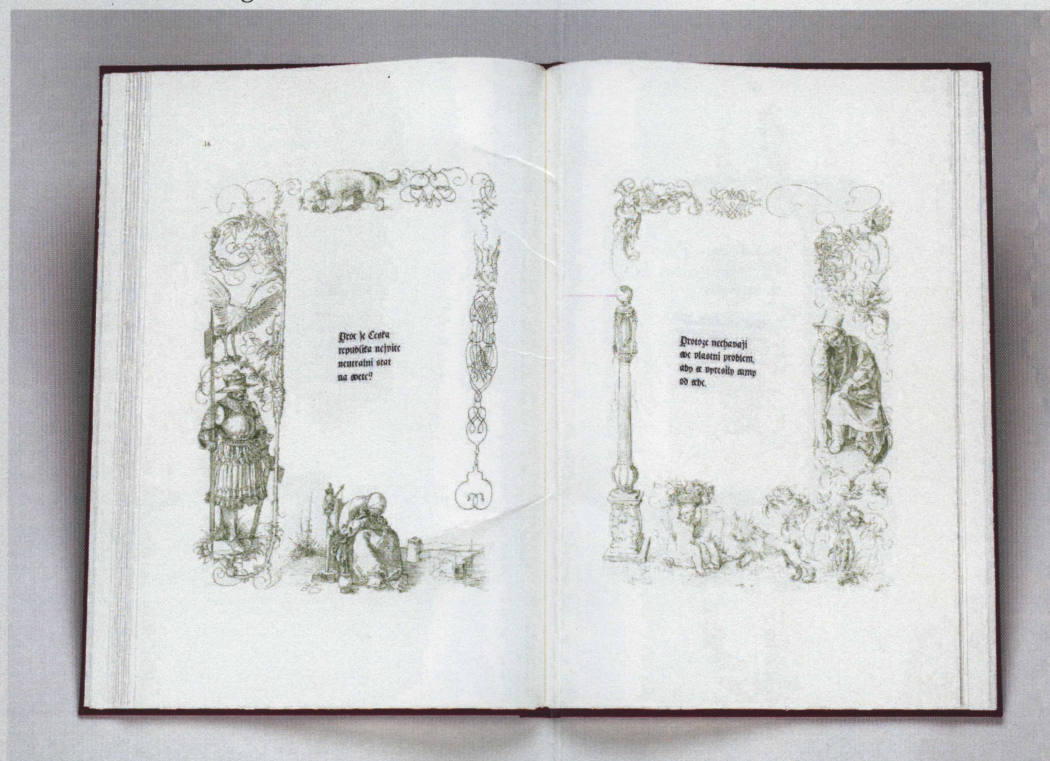 16
Proc je Ceska
republika nejvice
neutralni stat
na svete?
Protoze nechavaji
sve vlastni problem,
aby se vyresily samy
od sebe.